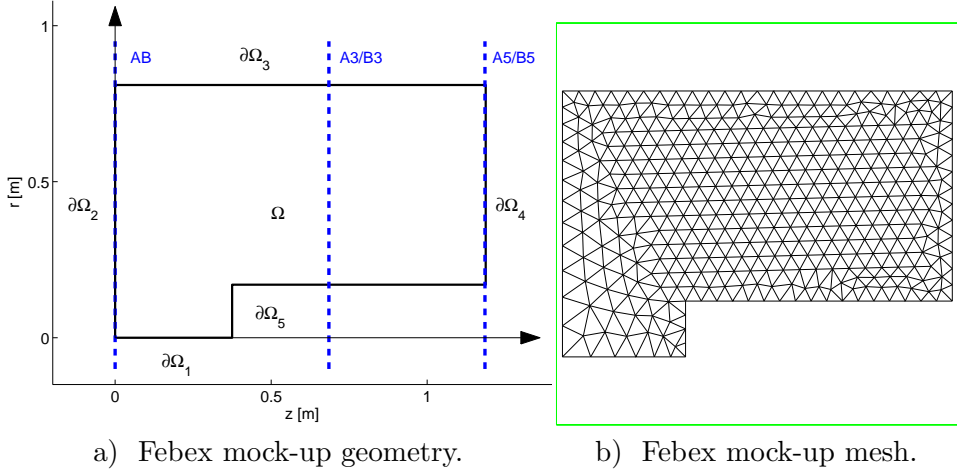 1
AB
∂Ω₃
A3/B3
A5/B5
r [m]
0.5
∂Ω₂
Ω
∂Ω₄
∂Ω₅
0
∂Ω₁
0
0.5
1
z [m]
a) Febex mock-up geometry.
b) Febex mock-up mesh.